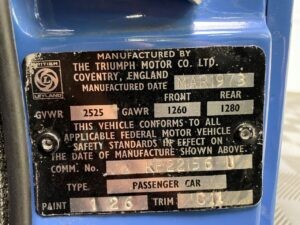 MANUFACTURED BY
THE TRIUMPH MOTOR CO. LTD.
COVENTRY, ENGLAND
MANUFACTURED DATE MAR 1973
LEYLAND
FRONT REAR
GVWR 2525 GAWR 1260 1280
THIS VEHICLE CONFORMS TO ALL
APPLICABLE FEDERAL MOTOR VEHICLE
SAFETY STANDARDS IN EFFECT ON
THE DATE OF MANUFACTURE SHOWN ABOVE.
COMM. No.
TYPE PASSENGER CAR
PAINT 126 TRIM